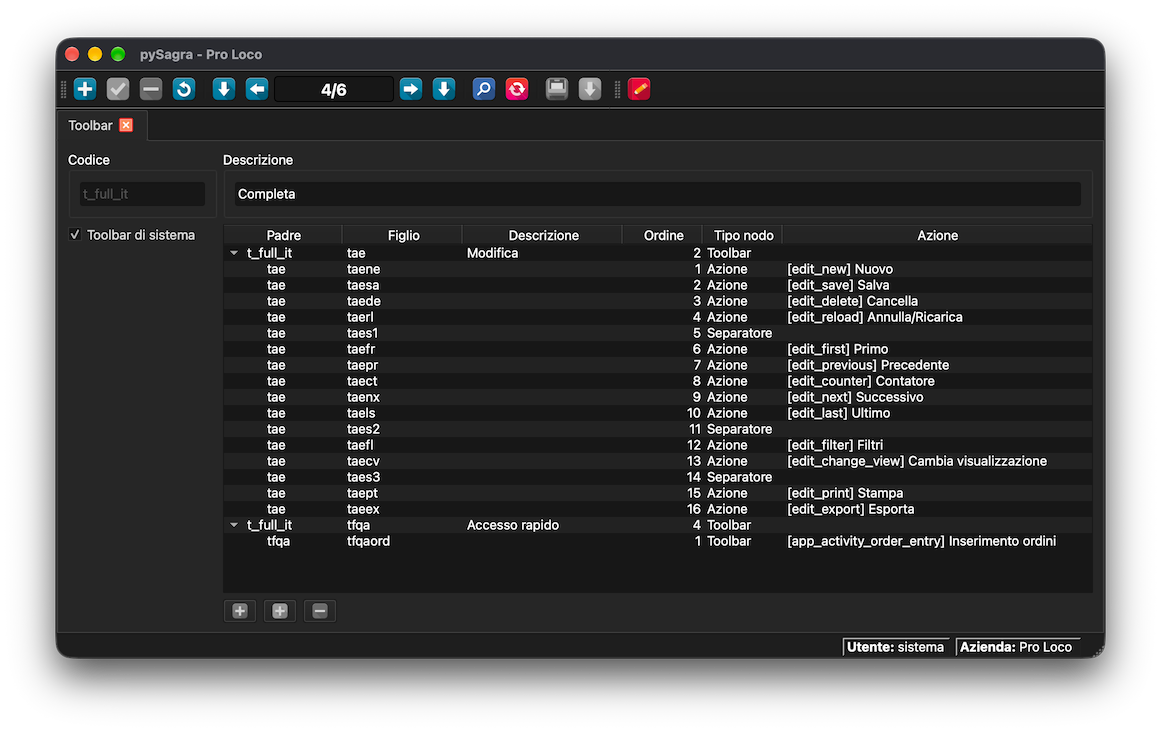 pySagra - Pro Loco
4/6
Toolbar
Codice Descrizione
t_full_it Completa
Toolbar di sistema
Padre Figlio Descrizione Ordine Tipo nodo Azione
t_full_it tae Modifica 2 Toolbar
tae taene 1 Azione [edit_new] Nuovo
tae taesa 2 Azione [edit_save] Salva
tae taede 3 Azione [edit_delete] Cancella
tae taerl 4 Azione [edit_reload] Annulla/Ricarica
tae taes1 5 Separatore
tae taefr 6 Azione [edit_first] Primo
tae taepr 7 Azione [edit_previous] Precedente
tae taect 8 Azione [edit_counter] Contatore
tae taenx 9 Azione [edit_next] Successivo
tae taels 10 Azione [edit_last] Ultimo
tae taes2 11 Separatore
tae taefl 12 Azione [edit_filter] Filtri
tae taecv 13 Azione [edit_change_view] Cambia visualizzazione
tae taes3 14 Separatore
tae taept 15 Azione [edit_print] Stampa
tae taeex 16 Azione [edit_export] Esporta
t_full_it tfqa Accesso rapido 4 Toolbar
tfqa tfqaord 1 Toolbar [app_activity_order_entry] Inserimento ordini
Utente: sistema Azienda: Pro Loco